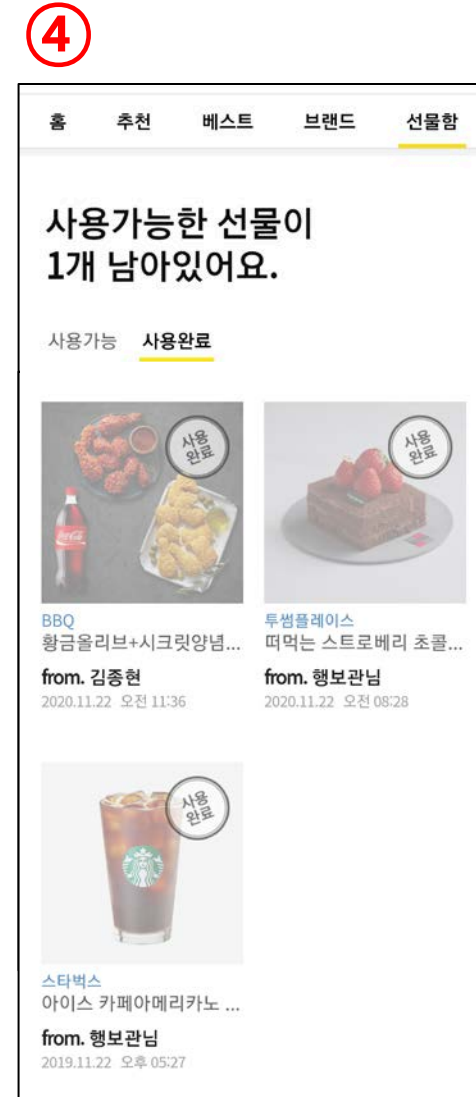 ④
홈 추천 베스트 브랜드 선물함
사용가능한 선물이
1개 남아있어요.
사용가능 사용완료
사용
완료
사용
완료
Coca-Cola
BBQ
황금올리브+시크릿양념...
from. 김종현
2020.11.22 오전 11:36
투썸플레이스
떠먹는 스트로베리 초콜...
from. 행보관님
2020.11.22 오전 08:28
사용
완료
스타벅스
아이스 카페아메리카노 ...
from. 행보관님
2019.11.22 오후 05:27